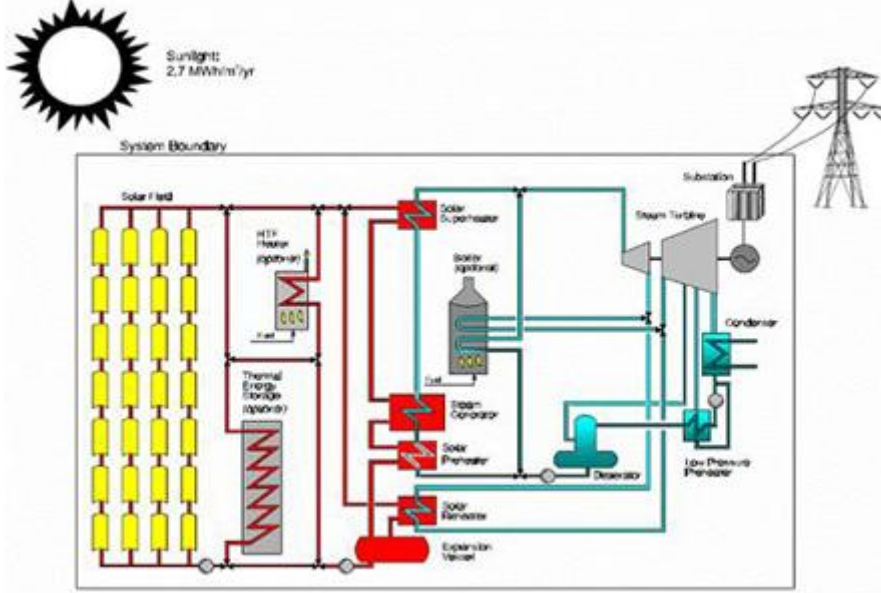 Sunlight:
2.7 MWh/m²/yr
System Boundary
Substation
Solar Field
Solar
Superheater
Steam Turbine
HTF
Heater
(optional)
Boiler
(optional)
Condenser
Fuel
Thermal
Energy
Storage
(optional)
Fuel
Steam
Generator
Solar
Preheater
Deaerator
Low Pressure
Preheater
Solar
Reheater
Expansion
Vessel